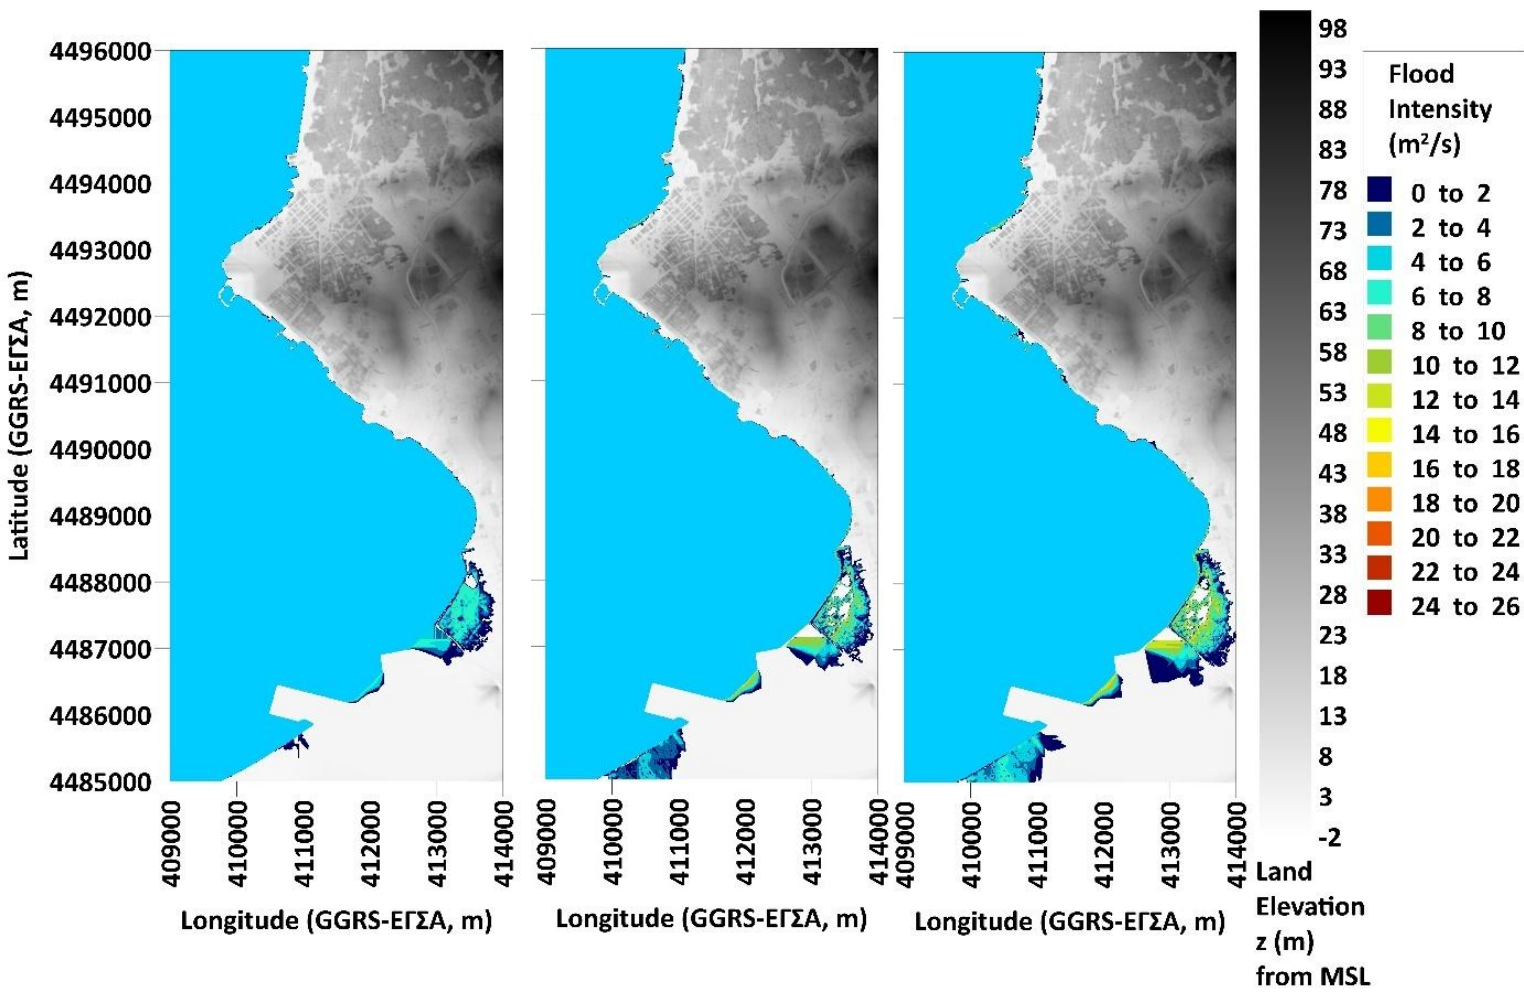 Latitude (GGRS-ΕΓΣΑ, m)
4496000
4495000
4494000
4493000
4492000
4491000
4490000
4489000
4488000
4487000
4486000
4485000
409000
410000
411000
412000
413000
414000
Longitude (GGRS-ΕΓΣΑ, m)
409000
410000
411000
412000
413000
414000
Longitude (GGRS-ΕΓΣΑ, m)
409000
410000
411000
412000
413000
414000
Longitude (GGRS-ΕΓΣΑ, m)
98
93
88
83
78
73
68
63
58
53
48
43
38
33
28
23
18
13
8
3
-2
Land
Elevation
z (m)
from MSL
Flood
Intensity
(m²/s)
0 to 2
2 to 4
4 to 6
6 to 8
8 to 10
10 to 12
12 to 14
14 to 16
16 to 18
18 to 20
20 to 22
22 to 24
24 to 26